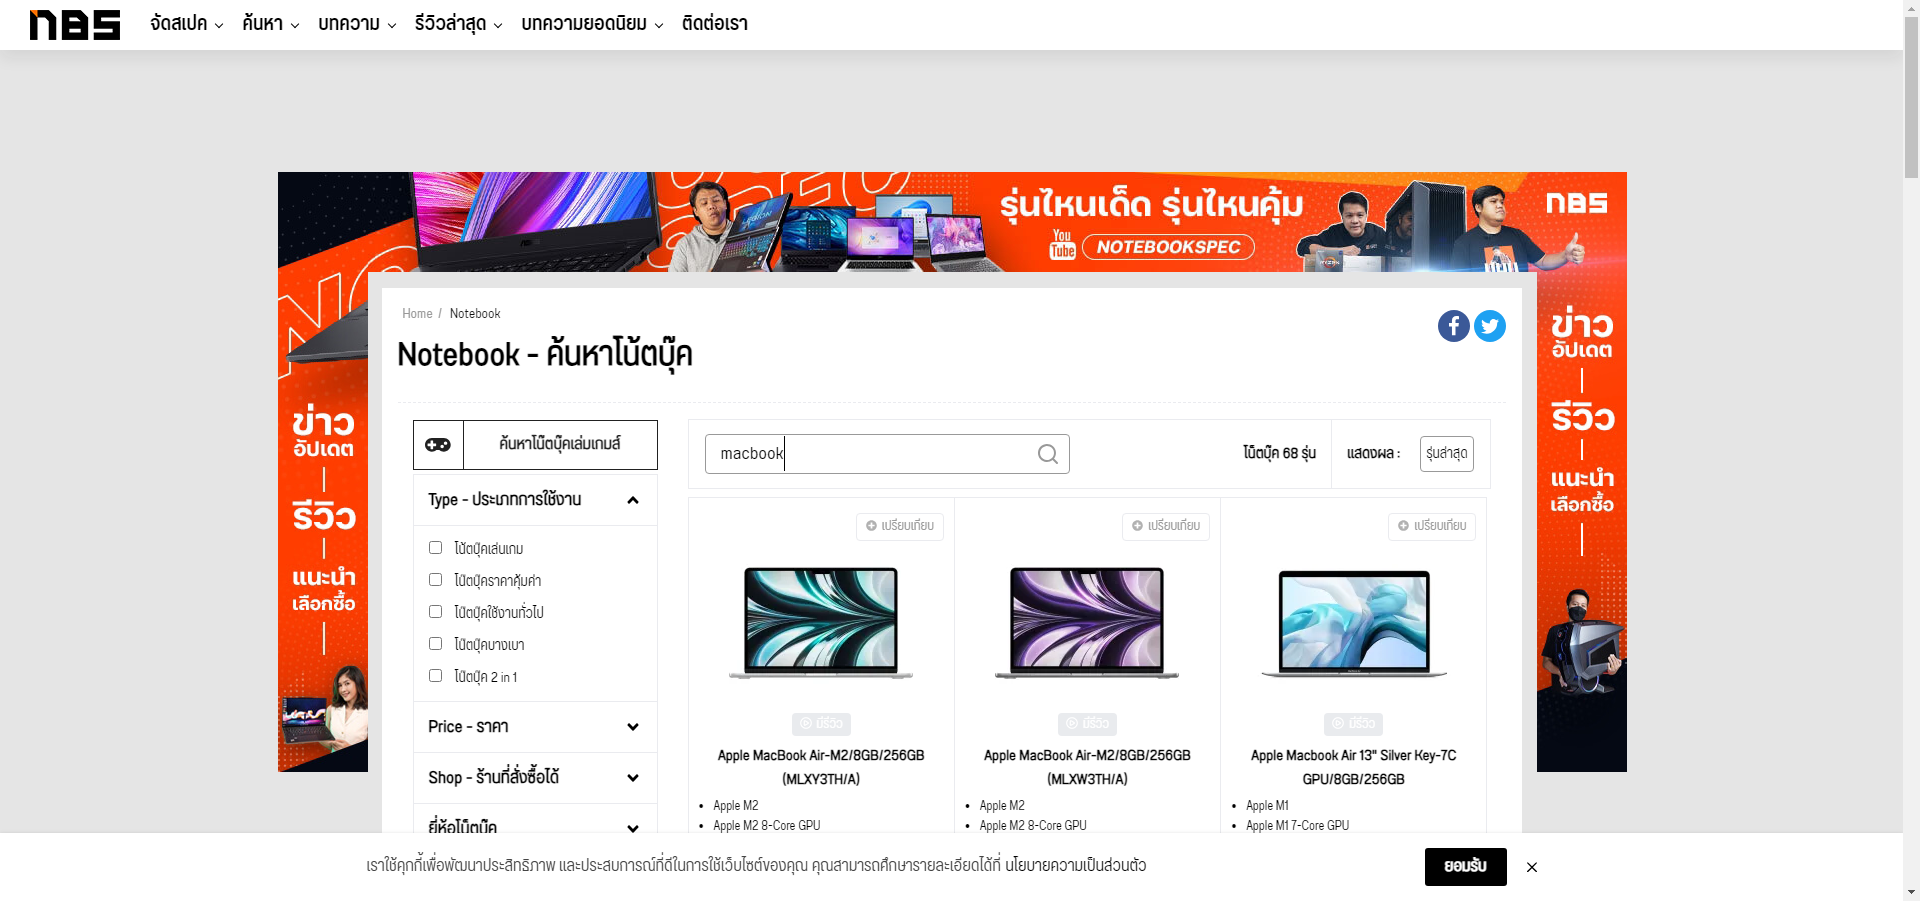 nbs
จัดสเปค
ค้นหา
บทความ
รีวิวล่าสุด
บทความยอดนิยม
ติดต่อเรา
รุ่นไหนเด็ด รุ่นไหนคุ้ม
You Tube NOTEBOOKSPEC
nbs
Home / Notebook
Notebook - ค้นหาโน้ตบุ๊ค
ข่าว
อัปเดต
รีวิว
แนะนำ
เลือกซื้อ
ข่าว
อัปเดต
รีวิว
แนะนำ
เลือกซื้อ
ค้นหาโน๊ตบุ๊คเล่มเกมส์
macbook
โน็ตบุ๊ค 68 รุ่น
แสดงผล :
รุ่นล่าสุด
Type - ประเภทการใช้งาน
โน้ตบุ๊คเล่นเกม
โน๊ตบุ๊คราคาคุ้มค่า
โน๊ตบุ๊คใช้งานทั่วไป
โน๊ตบุ๊คบางเบา
โน๊ตบุ๊ค 2 in 1
Price - ราคา
Shop - ร้านที่สั่งซื้อได้
ยี่ห้อโน็ตบุ๊ค
เปรียบเทียบ
เปรียบเทียบ
เปรียบเทียบ
มีรีวิว
มีรีวิว
มีรีวิว
Apple MacBook Air-M2/8GB/256GB
(MLXY3TH/A)
Apple M2
Apple M2 8-Core GPU
Apple MacBook Air-M2/8GB/256GB
(MLXW3TH/A)
Apple M2
Apple M2 8-Core GPU
Apple Macbook Air 13" Silver Key-7C
GPU/8GB/256GB
Apple M1
Apple M1 7-Core GPU
เราใช้คุกกี้เพื่อพัฒนาประสิทธิภาพ และประสบการณ์ที่ดีในการใช้เว็บไซต์ของคุณ คุณสามารถศึกษารายละเอียดได้ที่ นโยบายความเป็นส่วนตัว
ยอมรับ